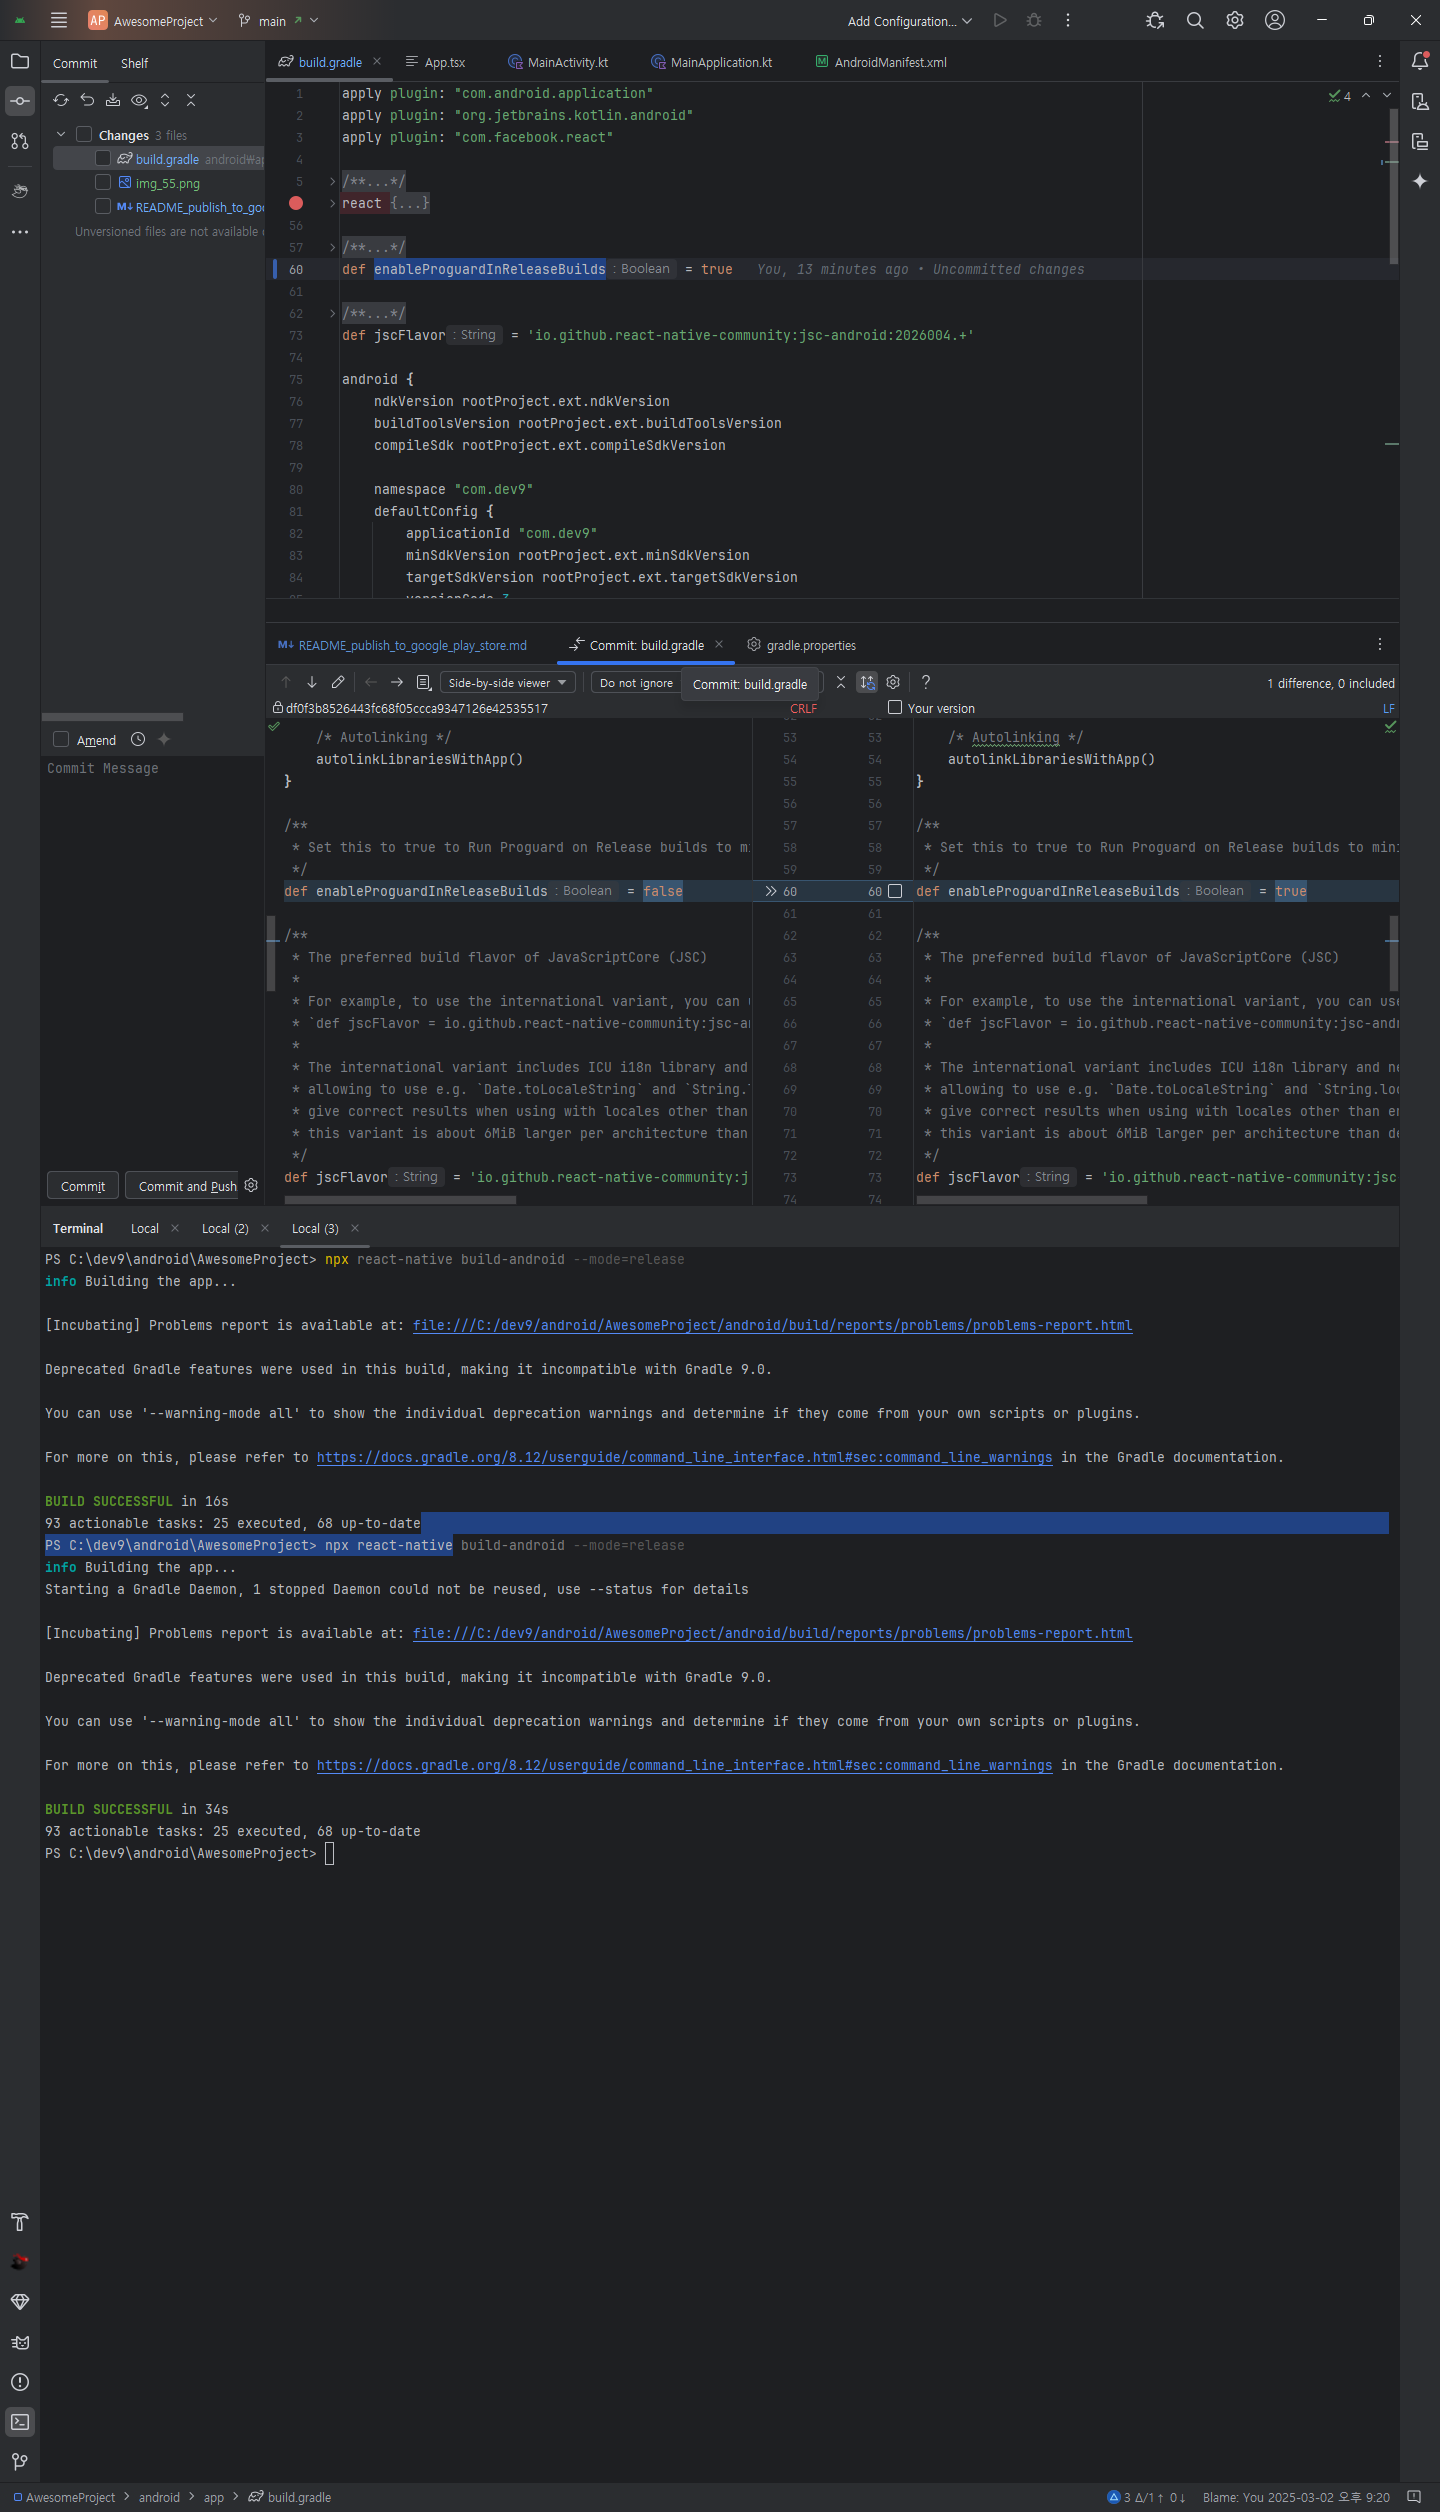 AP AwesomeProject main Add Configuration...
Commit Shelf
Changes 3 files
build.gradle android₩ap
img_55.png
README_publish_to_goo
Unversioned files are not available
Amend
Commit Message
Commit Commit and Push
build.gradle App.tsx MainActivity.kt MainApplication.kt AndroidManifest.xml
4
1 apply plugin: "com.android.application"
2 apply plugin: "org.jetbrains.kotlin.android"
3 apply plugin: "com.facebook.react"
4
5 /**...*/
react {...}
56
57 /**...*/
60 def enableProguardInReleaseBuilds : Boolean = true You, 13 minutes ago • Uncommitted changes
61
62 /**...*/
73 def jscFlavor : String = 'io.github.react-native-community:jsc-android:2026004.+'
74
75 android {
76 ndkVersion rootProject.ext.ndkVersion
77 buildToolsVersion rootProject.ext.buildToolsVersion
78 compileSdk rootProject.ext.compileSdkVersion
79
80 namespace "com.dev9"
81 defaultConfig {
82 applicationId "com.dev9"
83 minSdkVersion rootProject.ext.minSdkVersion
84 targetSdkVersion rootProject.ext.targetSdkVersion
85 versionCode 3
README_publish_to_google_play_store.md Commit: build.gradle gradle.properties
Side-by-side viewer Do not ignore Commit: build.gradle ? 1 difference, 0 included
df0f3b8526443fc68f05ccca9347126e42535517 CRLF Your version LF
/* Autolinking */ 53 53 /* Autolinking */
autolinkLibrariesWithApp() 54 54 autolinkLibrariesWithApp()
} 55 55 }
56 56
/** 57 57 /**
* Set this to true to Run Proguard on Release builds to mi 58 58 * Set this to true to Run Proguard on Release builds to mini
*/ 59 59 */
def enableProguardInReleaseBuilds : Boolean = false 60 60 def enableProguardInReleaseBuilds : Boolean = true
61 61
/** 62 62 /**
* The preferred build flavor of JavaScriptCore (JSC) 63 63 * The preferred build flavor of JavaScriptCore (JSC)
* 64 64 *
* For example, to use the international variant, you can u 65 65 * For example, to use the international variant, you can use
* `def jscFlavor = io.github.react-native-community:jsc-an 66 66 * `def jscFlavor = io.github.react-native-community:jsc-andr
* 67 67 *
* The international variant includes ICU i18n library and 68 68 * The international variant includes ICU i18n library and ne
* allowing to use e.g. `Date.toLocaleString` and `String.l 69 69 * allowing to use e.g. `Date.toLocaleString` and `String.loc
* give correct results when using with locales other than 70 70 * give correct results when using with locales other than en
* this variant is about 6MiB larger per architecture than 71 71 * this variant is about 6MiB larger per architecture than de
*/ 72 72 */
def jscFlavor : String = 'io.github.react-native-community:j 73 73 def jscFlavor : String = 'io.github.react-native-community:jsc
74 74
Terminal Local Local (2) Local (3)
PS C:\dev9\android\AwesomeProject> npx react-native build-android --mode=release
info Building the app...
[Incubating] Problems report is available at: file:///C:/dev9/android/AwesomeProject/android/build/reports/problems/problems-report.html
Deprecated Gradle features were used in this build, making it incompatible with Gradle 9.0.
You can use '--warning-mode all' to show the individual deprecation warnings and determine if they come from your own scripts or plugins.
For more on this, please refer to https://docs.gradle.org/8.12/userguide/command_line_interface.html#sec:command_line_warnings in the Gradle documentation.
BUILD SUCCESSFUL in 16s
93 actionable tasks: 25 executed, 68 up-to-date
PS C:\dev9\android\AwesomeProject> npx react-native build-android --mode=release
info Building the app...
Starting a Gradle Daemon, 1 stopped Daemon could not be reused, use --status for details
[Incubating] Problems report is available at: file:///C:/dev9/android/AwesomeProject/android/build/reports/problems/problems-report.html
Deprecated Gradle features were used in this build, making it incompatible with Gradle 9.0.
You can use '--warning-mode all' to show the individual deprecation warnings and determine if they come from your own scripts or plugins.
For more on this, please refer to https://docs.gradle.org/8.12/userguide/command_line_interface.html#sec:command_line_warnings in the Gradle documentation.
BUILD SUCCESSFUL in 34s
93 actionable tasks: 25 executed, 68 up-to-date
PS C:\dev9\android\AwesomeProject>
AwesomeProject > android > app > build.gradle 3 Δ/1↑ 0↓ Blame: You 2025-03-02 오후 9:20